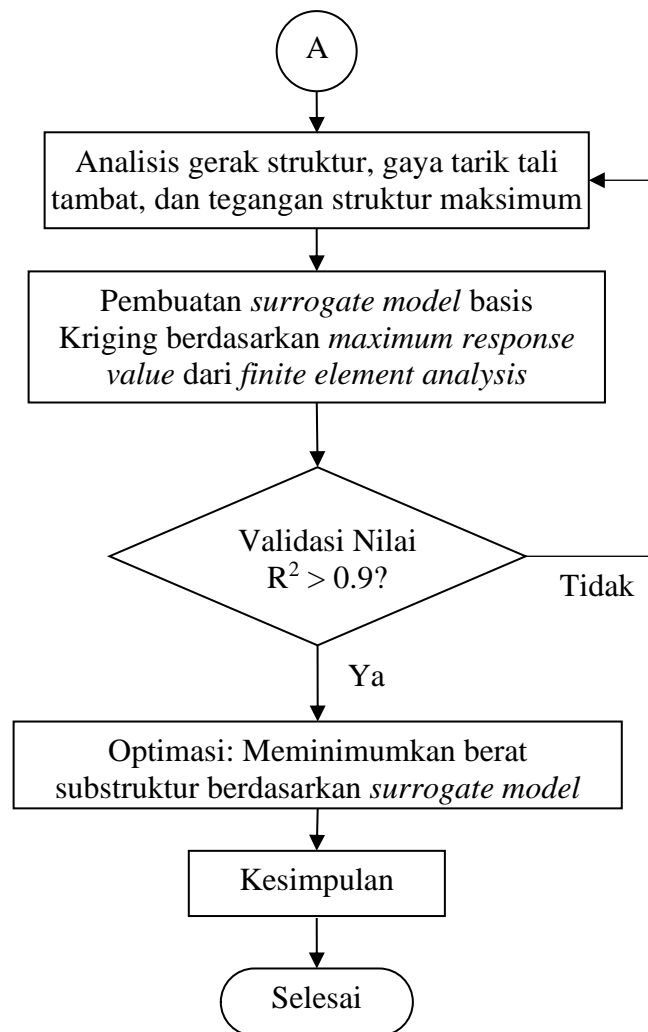 A
Analisis gerak struktur, gaya tarik tali
tambat, dan tegangan struktur maksimum
Pembuatan surrogate model basis
Kriging berdasarkan maximum response
value dari finite element analysis
Validasi Nilai
R² > 0.9?
Tidak
Ya
Optimasi: Meminimumkan berat
substruktur berdasarkan surrogate model
Kesimpulan
Selesai